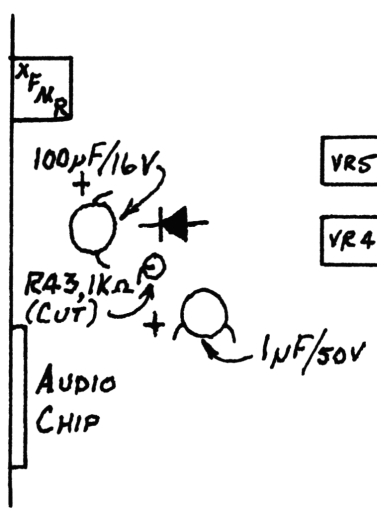 XFMR
100µF/16V
+
VR5
VR4
R43, 1KΩ
(CUT)
+
1µF/50V
AUDIO
CHIP